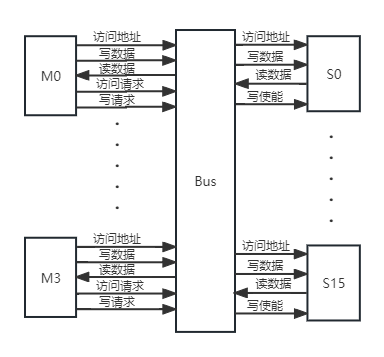 M0
访问地址
写数据
读数据
访问请求
写请求
M3
访问地址
写数据
读数据
访问请求
写请求
Bus
访问地址
写数据
读数据
写使能
S0
访问地址
写数据
读数据
写使能
S15